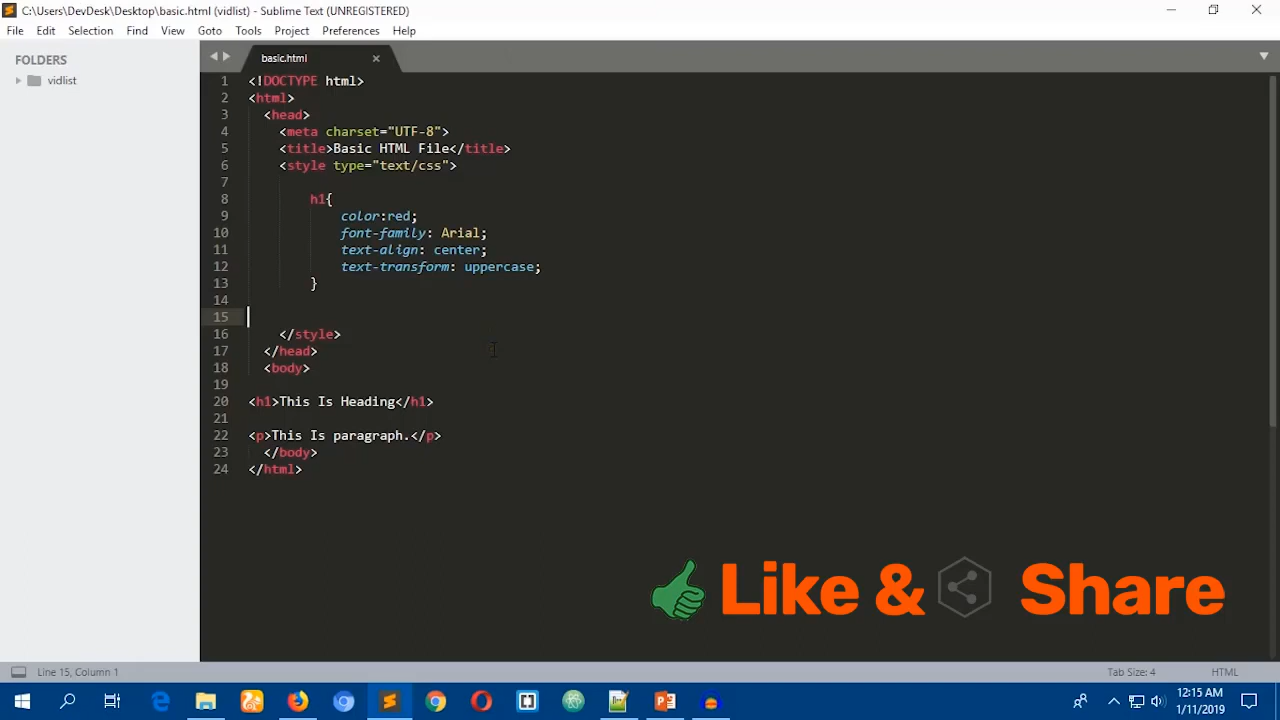 C:\Users\DevDesk\Desktop\basic.html (vidlist) - Sublime Text (UNREGISTERED)
File Edit Selection Find View Goto Tools Project Preferences Help
FOLDERS
vidlist
basic.html
1 <!DOCTYPE html>
2 <html>
3 <head>
4 <meta charset="UTF-8">
5 <title>Basic HTML File</title>
6 <style type="text/css">
7
8 h1{
9 color:red;
10 font-family: Arial;
11 text-align: center;
12 text-transform: uppercase;
13 }
14
15
16 </style>
17 </head>
18 <body>
19
20 <h1>This Is Heading</h1>
21
22 <p>This Is paragraph.</p>
23 </body>
24 </html>
Like & Share
Line 15, Column 1 Tab Size: 4 HTML
12:15 AM
1/11/2019